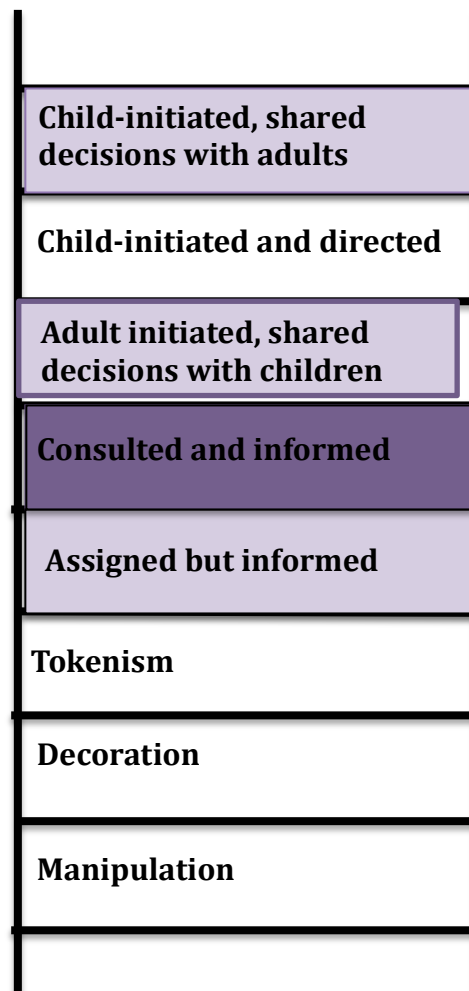 Child-initiated, shared
decisions with adults
Child-initiated and directed
Adult initiated, shared
decisions with children
Consulted and informed
Assigned but informed
Tokenism
Decoration
Manipulation